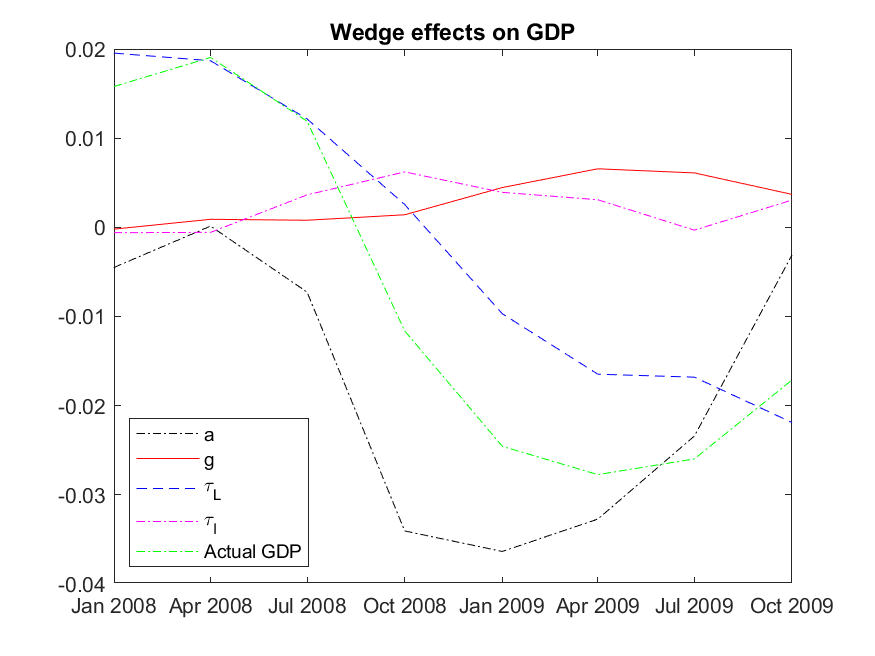 Wedge effects on GDP
0.02
0.01
0
-0.01
-0.02
-0.03
-0.04
a
g
τL
τI
Actual GDP
Jan 2008 Apr 2008 Jul 2008 Oct 2008 Jan 2009 Apr 2009 Jul 2009 Oct 2009